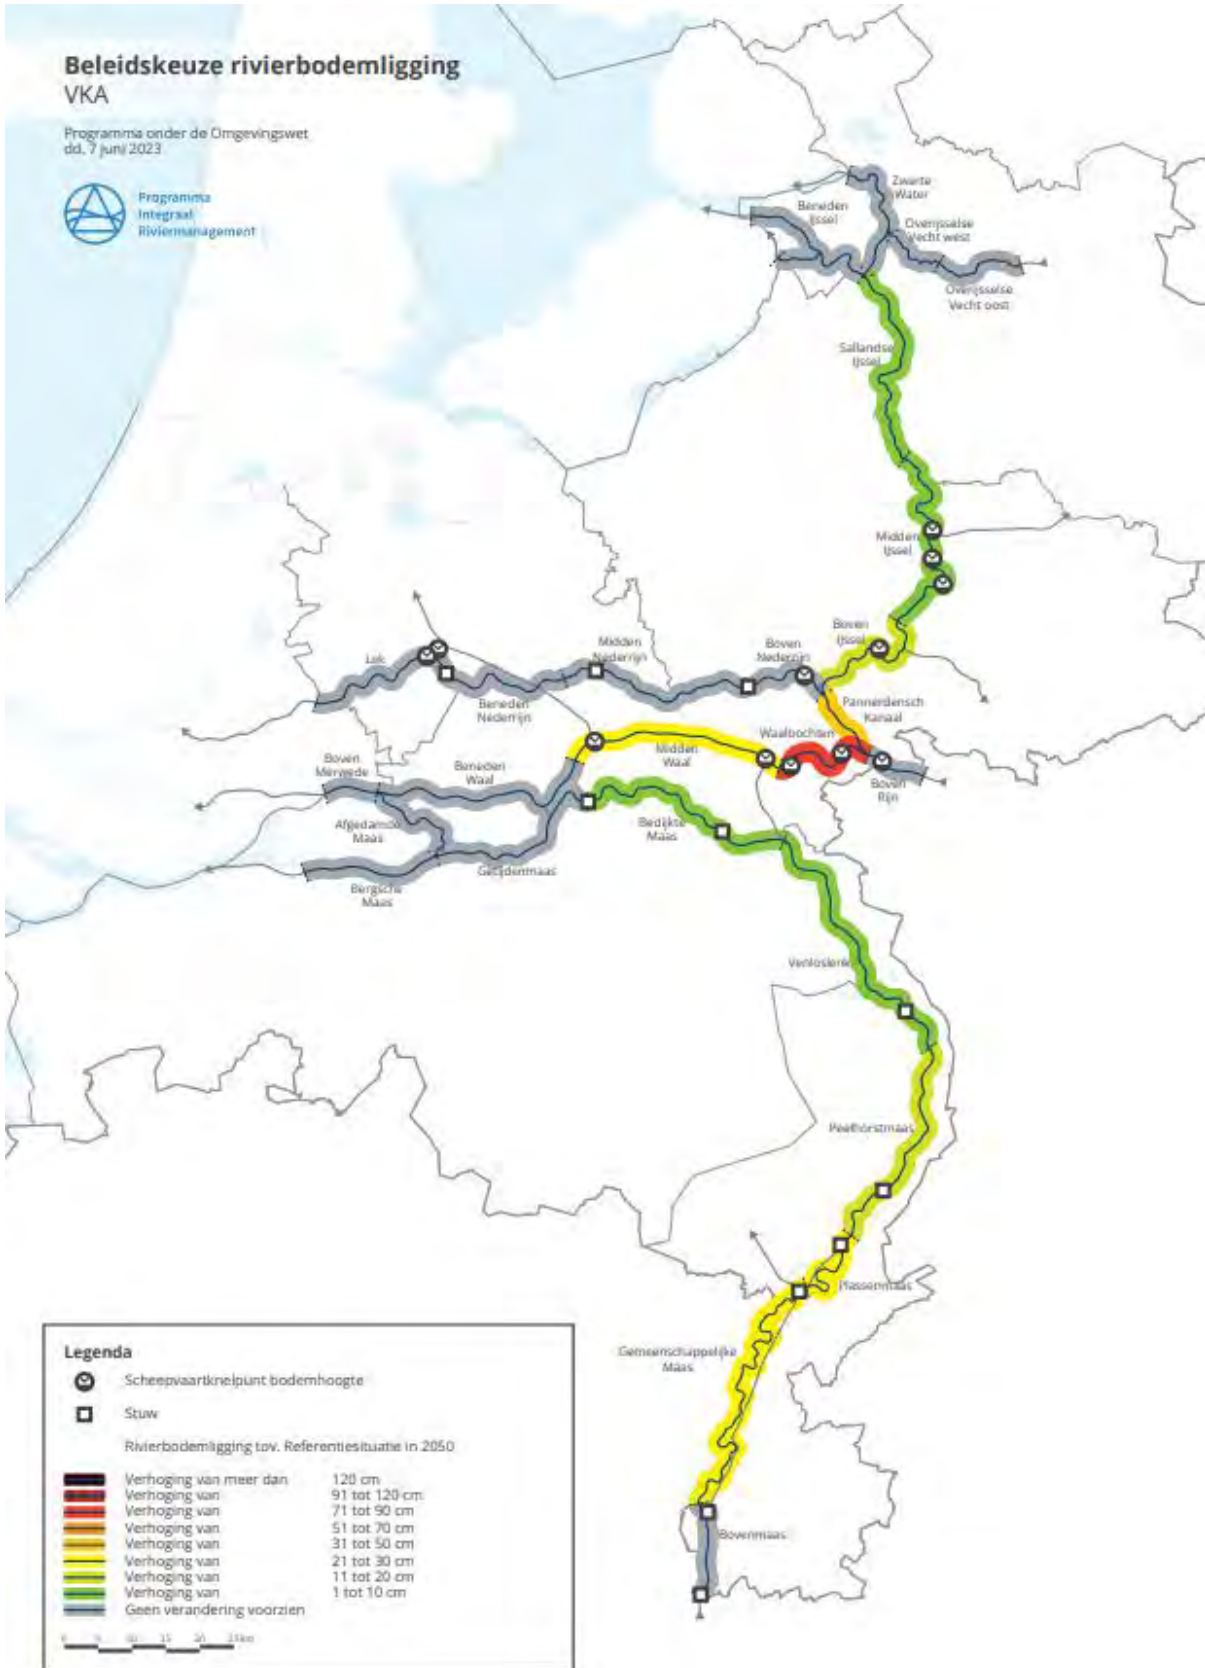 Beleidskeuze rivierbodemligging
VKA
Programma onder de Omgevingswet
dd. 7 juni 2023
Programma
Integraal
Riviermanagement
Zwarte
Water
Beneden
IJssel
Overijsselse
Vecht west
Overijsselse
Vecht oost
Sallandse
IJssel
Midden
IJssel
Boven
IJssel
Lek
Midden
Nederrijn
Boven
Nederrijn
Beneden
Nederrijn
Pannerdensch
Kanaal
Waalbochten
Midden
Waal
Boven
Rijn
Boven
Merwede
Beneden
Waal
Afgedamde
Maas
Bedijkte
Maas
Getijdenmaas
Bergsche
Maas
Venloslenk
Peelhorstmaas
Plassenmaas
Gemeenschappelijke
Maas
Bovenmaas
Legenda
Scheepvaartknelpunt bodemhoogte
Stuw
Rivierbodemligging tov. Referentiesituatie in 2050
Verhoging van meer dan 120 cm
Verhoging van 91 tot 120 cm
Verhoging van 71 tot 90 cm
Verhoging van 51 tot 70 cm
Verhoging van 31 tot 50 cm
Verhoging van 21 tot 30 cm
Verhoging van 11 tot 20 cm
Verhoging van 1 tot 10 cm
Geen verandering voorzien
0 5 10 15 20 25km